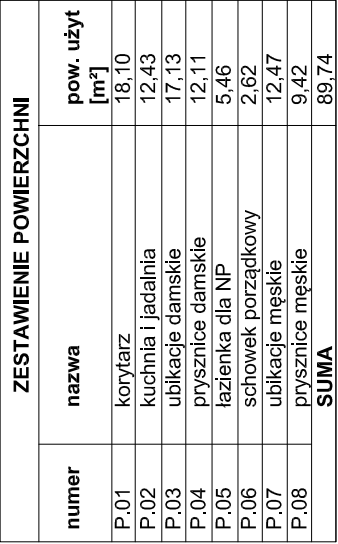 ZESTAWIENIE POWIERZCHNI
numer nazwa pow. użyt [m²]
P.01 korytarz 18,10
P.02 kuchnia i jadalnia 12,43
P.03 ubikacje damskie 17,13
P.04 prysznice damskie 12,11
P.05 łazienka dla NP 5,46
P.06 schowek porządkowy 2,62
P.07 ubikacje męskie 12,47
P.08 prysznice męskie 9,42
SUMA 89,74